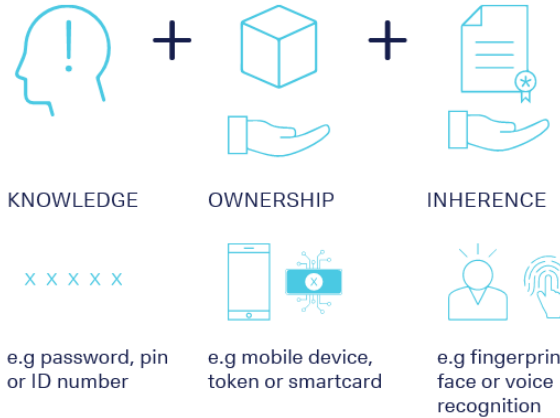 KNOWLEDGE
OWNERSHIP
INHERENCE
x x x x x
X
e.g password, pin
or ID number
e.g mobile device,
token or smartcard
e.g fingerprin
face or voice
recognition